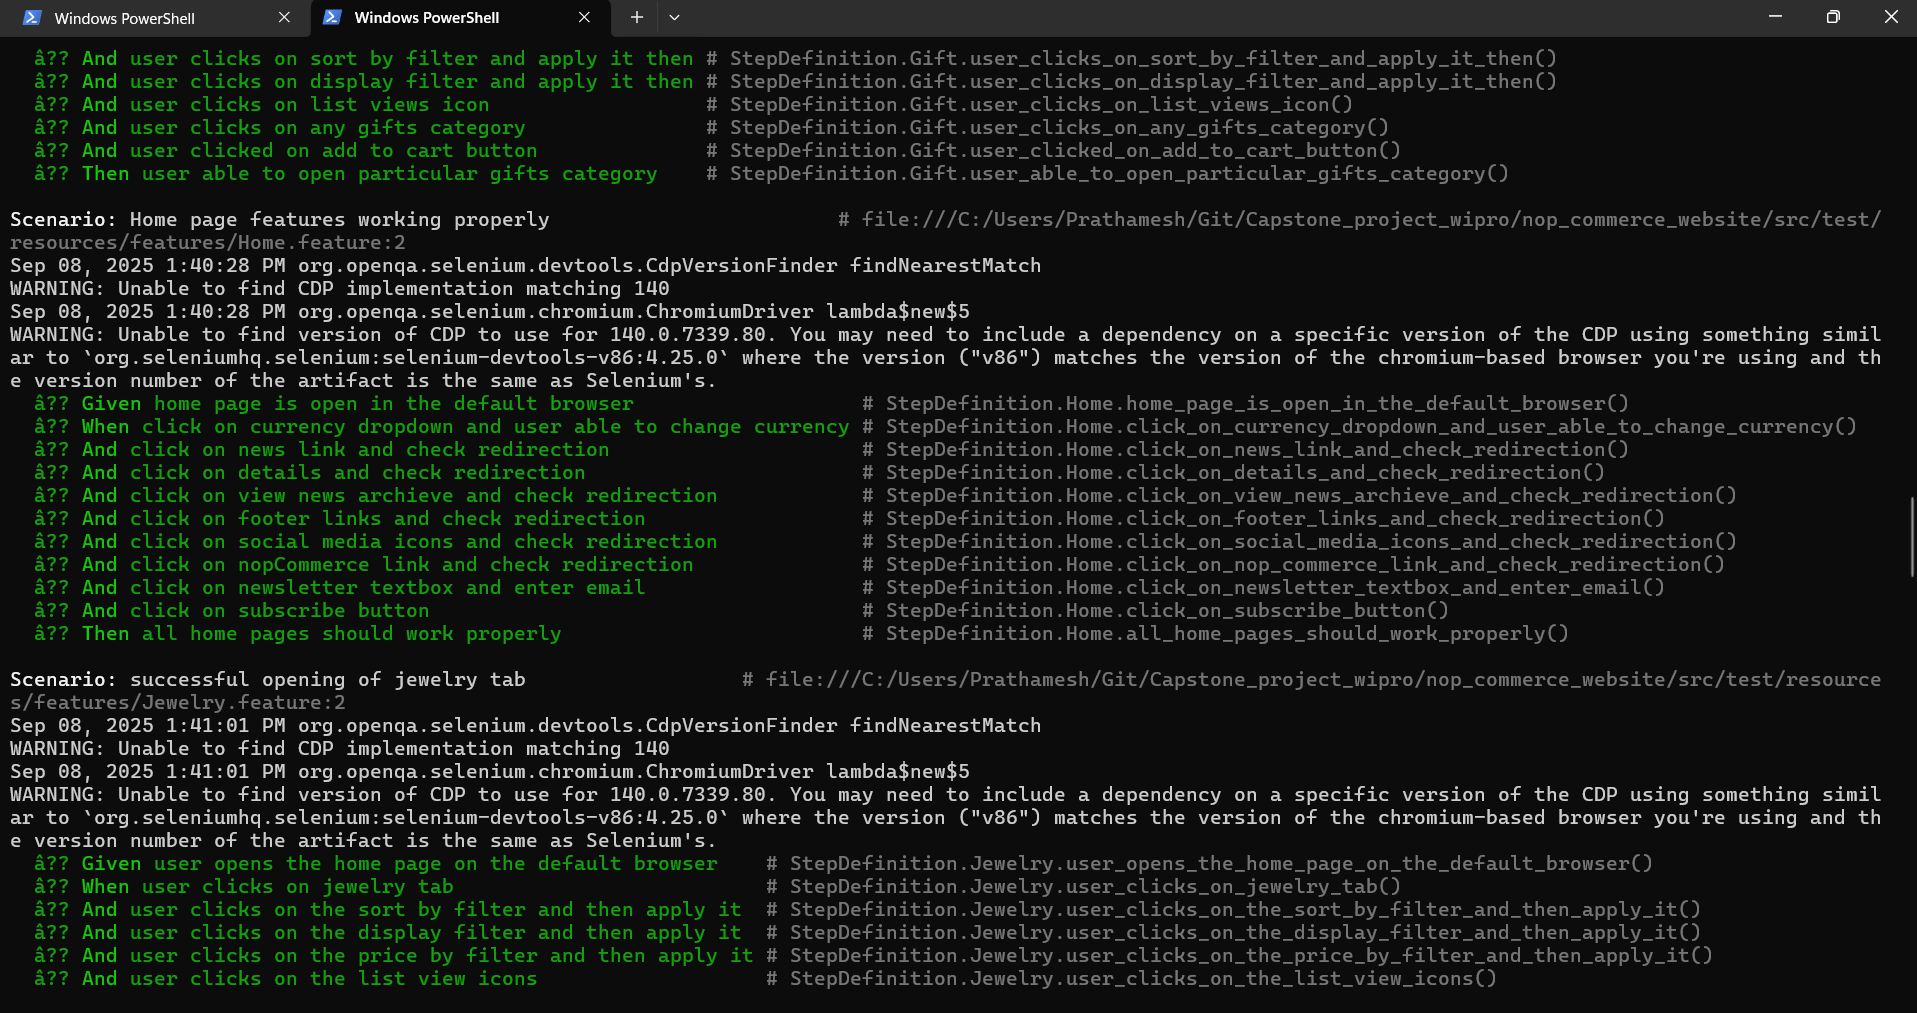 Windows PowerShell
Windows PowerShell
â?? And user clicks on sort by filter and apply it then # StepDefinition.Gift.user_clicks_on_sort_by_filter_and_apply_it_then()
â?? And user clicks on display filter and apply it then # StepDefinition.Gift.user_clicks_on_display_filter_and_apply_it_then()
â?? And user clicks on list views icon # StepDefinition.Gift.user_clicks_on_list_views_icon()
â?? And user clicks on any gifts category # StepDefinition.Gift.user_clicks_on_any_gifts_category()
â?? And user clicked on add to cart button # StepDefinition.Gift.user_clicked_on_add_to_cart_button()
â?? Then user able to open particular gifts category # StepDefinition.Gift.user_able_to_open_particular_gifts_category()
Scenario: Home page features working properly # file:///C:/Users/Prathamesh/Git/Capstone_project_wipro/nop_commerce_website/src/test/
resources/features/Home.feature:2
Sep 08, 2025 1:40:28 PM org.openqa.selenium.devtools.CdpVersionFinder findNearestMatch
WARNING: Unable to find CDP implementation matching 140
Sep 08, 2025 1:40:28 PM org.openqa.selenium.chromium.ChromiumDriver lambda$new$5
WARNING: Unable to find version of CDP to use for 140.0.7339.80. You may need to include a dependency on a specific version of the CDP using something simil
ar to `org.seleniumhq.selenium:selenium-devtools-v86:4.25.0` where the version ("v86") matches the version of the chromium-based browser you're using and th
e version number of the artifact is the same as Selenium's.
â?? Given home page is open in the default browser # StepDefinition.Home.home_page_is_open_in_the_default_browser()
â?? When click on currency dropdown and user able to change currency # StepDefinition.Home.click_on_currency_dropdown_and_user_able_to_change_currency()
â?? And click on news link and check redirection # StepDefinition.Home.click_on_news_link_and_check_redirection()
â?? And click on details and check redirection # StepDefinition.Home.click_on_details_and_check_redirection()
â?? And click on view news archieve and check redirection # StepDefinition.Home.click_on_view_news_archieve_and_check_redirection()
â?? And click on footer links and check redirection # StepDefinition.Home.click_on_footer_links_and_check_redirection()
â?? And click on social media icons and check redirection # StepDefinition.Home.click_on_social_media_icons_and_check_redirection()
â?? And click on nopCommerce link and check redirection # StepDefinition.Home.click_on_nop_commerce_link_and_check_redirection()
â?? And click on newsletter textbox and enter email # StepDefinition.Home.click_on_newsletter_textbox_and_enter_email()
â?? And click on subscribe button # StepDefinition.Home.click_on_subscribe_button()
â?? Then all home pages should work properly # StepDefinition.Home.all_home_pages_should_work_properly()
Scenario: successful opening of jewelry tab # file:///C:/Users/Prathamesh/Git/Capstone_project_wipro/nop_commerce_website/src/test/resource
s/features/Jewelry.feature:2
Sep 08, 2025 1:41:01 PM org.openqa.selenium.devtools.CdpVersionFinder findNearestMatch
WARNING: Unable to find CDP implementation matching 140
Sep 08, 2025 1:41:01 PM org.openqa.selenium.chromium.ChromiumDriver lambda$new$5
WARNING: Unable to find version of CDP to use for 140.0.7339.80. You may need to include a dependency on a specific version of the CDP using something simil
ar to `org.seleniumhq.selenium:selenium-devtools-v86:4.25.0` where the version ("v86") matches the version of the chromium-based browser you're using and th
e version number of the artifact is the same as Selenium's.
â?? Given user opens the home page on the default browser # StepDefinition.Jewelry.user_opens_the_home_page_on_the_default_browser()
â?? When user clicks on jewelry tab # StepDefinition.Jewelry.user_clicks_on_jewelry_tab()
â?? And user clicks on the sort by filter and then apply it # StepDefinition.Jewelry.user_clicks_on_the_sort_by_filter_and_then_apply_it()
â?? And user clicks on the display filter and then apply it # StepDefinition.Jewelry.user_clicks_on_the_display_filter_and_then_apply_it()
â?? And user clicks on the price by filter and then apply it # StepDefinition.Jewelry.user_clicks_on_the_price_by_filter_and_then_apply_it()
â?? And user clicks on the list view icons # StepDefinition.Jewelry.user_clicks_on_the_list_view_icons()